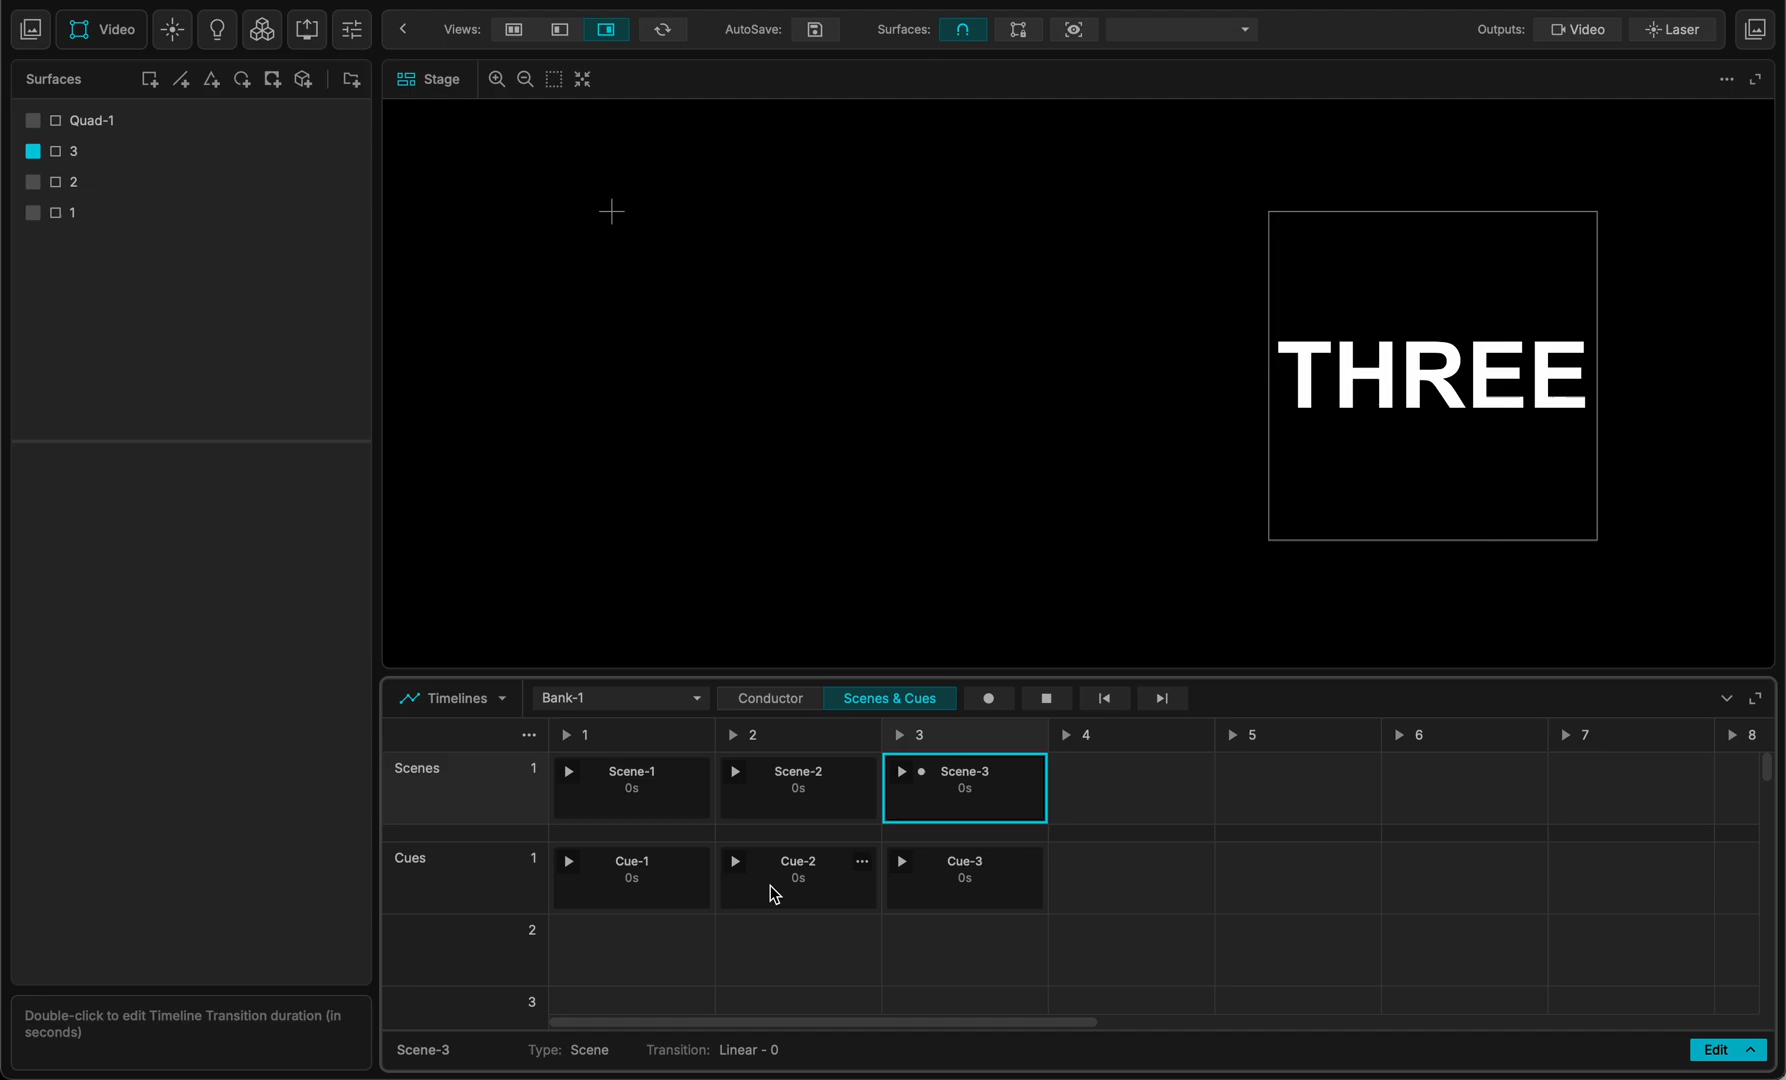 Video
Views:
AutoSave:
Surfaces:
Outputs:
Video
Laser
Surfaces
Stage
Quad-1
3
2
1
THREE
Timelines
Bank-1
Conductor
Scenes & Cues
1
2
3
4
5
6
7
8
Scenes
1
Scene-1
0s
Scene-2
0s
Scene-3
0s
Cues
1
Cue-1
0s
Cue-2
0s
Cue-3
0s
2
3
Double-click to edit Timeline Transition duration (in
seconds)
Scene-3
Type: Scene
Transition: Linear - 0
Edit